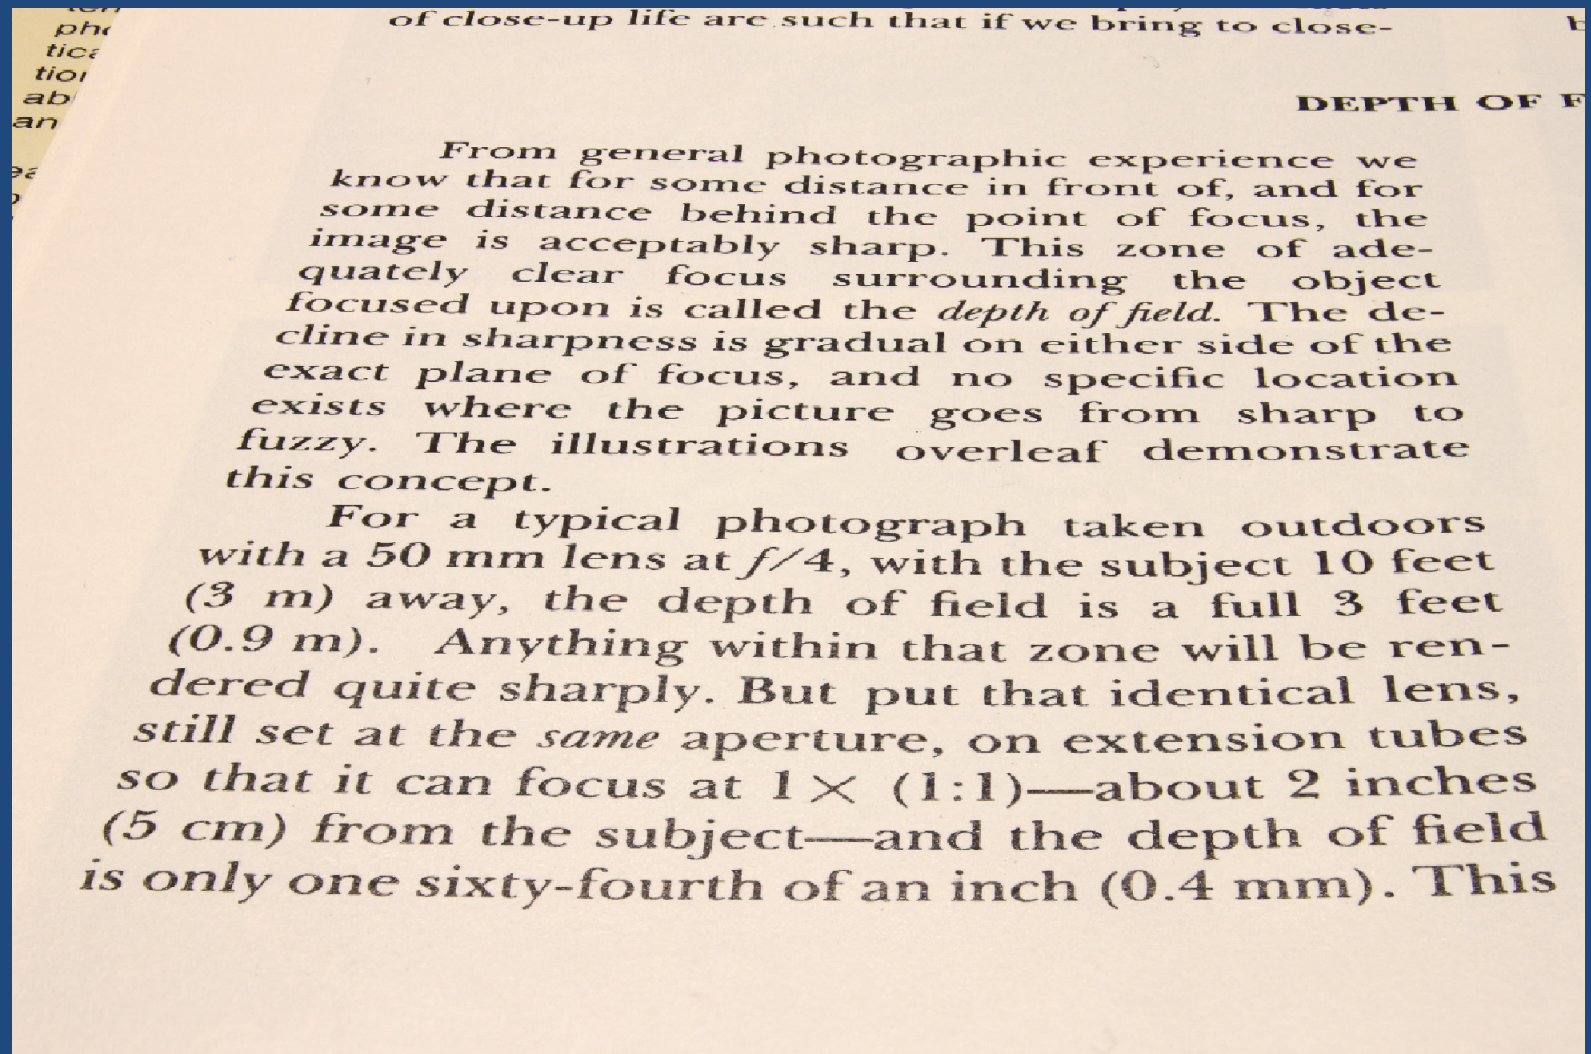 of close-up life are such that if we bring to close-
DEPTH OF F
From general photographic experience we
know that for some distance in front of, and for
some distance behind the point of focus, the
image is acceptably sharp. This zone of ade-
quately clear focus surrounding the object
focused upon is called the depth of field. The de-
cline in sharpness is gradual on either side of the
exact plane of focus, and no specific location
exists where the picture goes from sharp to
fuzzy. The illustrations overleaf demonstrate
this concept.
For a typical photograph taken outdoors
with a 50 mm lens at f/4, with the subject 10 feet
(3 m) away, the depth of field is a full 3 feet
(0.9 m). Anything within that zone will be ren-
dered quite sharply. But put that identical lens,
still set at the same aperture, on extension tubes
so that it can focus at 1× (1:1)—about 2 inches
(5 cm) from the subject—and the depth of field
is only one sixty-fourth of an inch (0.4 mm). This